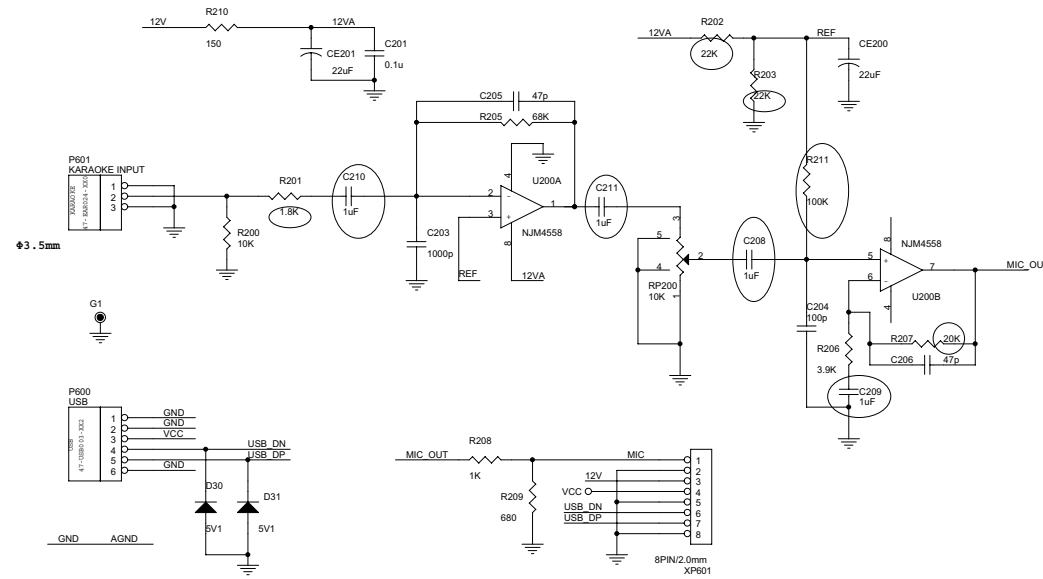 R210
12V
12VA
150
CE201
22uF
C201
0.1u
R202
12VA
22K
REF
CE200
22uF
R203
22K
C205
47p
R205
68K
P601
KARAOKE INPUT
KARAOKE
1
2
3
Φ3.5mm
R201
1.8K
R200
10K
C210
1uF
C203
1000p
REF
4
U200A
2
3
1
8
NJM4558
12VA
C211
1uF
3
5
4
2
1
RP200
10K
C208
1uF
R211
100K
C204
100p
8
NJM4558
5
6
7
4
U200B
MIC_OU
R207
20K
C206
47p
R206
3.9K
C209
1uF
G1
P600
USB
USB
1
2
3
4
5
6
GND
GND
VCC
USB_DN
USB_DP
GND
D30
5V1
D31
5V1
GND
AGND
MIC_OUT
R208
1K
MIC
R209
680
12V
VCC
USB_DN
USB_DP
1
2
3
4
5
6
7
8
8PIN/2.0mm
XP601